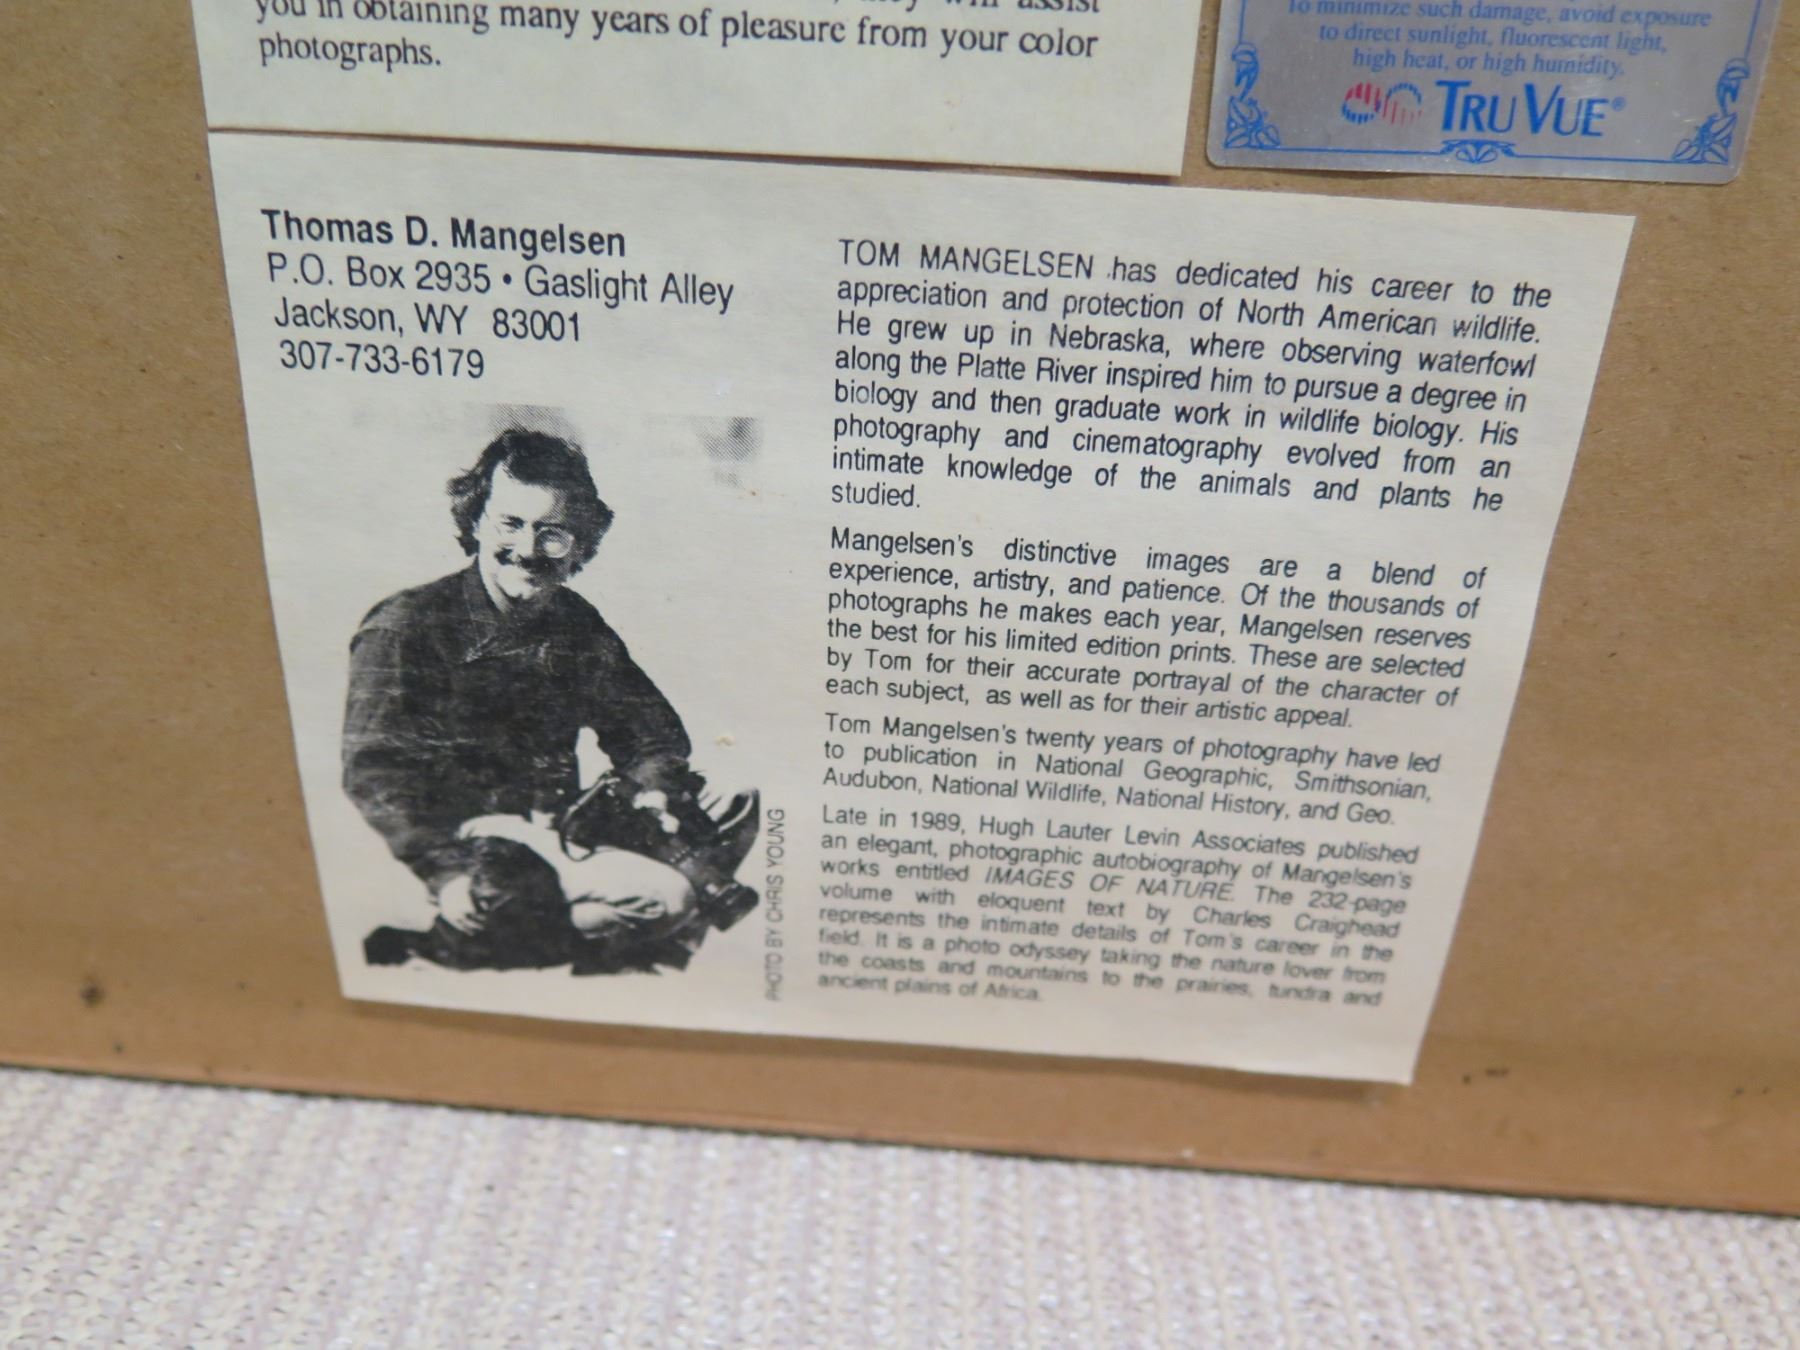 you in obtaining many years of pleasure from your color
photographs.
To minimize such damage, avoid exposure
to direct sunlight, fluorescent light,
high heat, or high humidity.
TRU VUE®
Thomas D. Mangelsen
P.O. Box 2935 • Gaslight Alley
Jackson, WY 83001
307-733-6179
PHOTO BY CHRIS YOUNG
TOM MANGELSEN has dedicated his career to the
appreciation and protection of North American wildlife.
He grew up in Nebraska, where observing waterfowl
along the Platte River inspired him to pursue a degree in
biology and then graduate work in wildlife biology. His
photography and cinematography evolved from an
intimate knowledge of the animals and plants he
studied.
Mangelsen's distinctive images are a blend of
experience, artistry, and patience. Of the thousands of
photographs he makes each year, Mangelsen reserves
the best for his limited edition prints. These are selected
by Tom for their accurate portrayal of the character of
each subject, as well as for their artistic appeal.
Tom Mangelsen's twenty years of photography have led
to publication in National Geographic, Smithsonian,
Audubon, National Wildlife, National History, and Geo.
Late in 1989, Hugh Lauter Levin Associates published
an elegant, photographic autobiography of Mangelsen's
works entitled IMAGES OF NATURE. The 232-page
volume with eloquent text by Charles Craighead
represents the intimate details of Tom's career in the
field. It is a photo odyssey taking the nature lover from
the coasts and mountains to the prairies, tundra and
ancient plains of Africa.